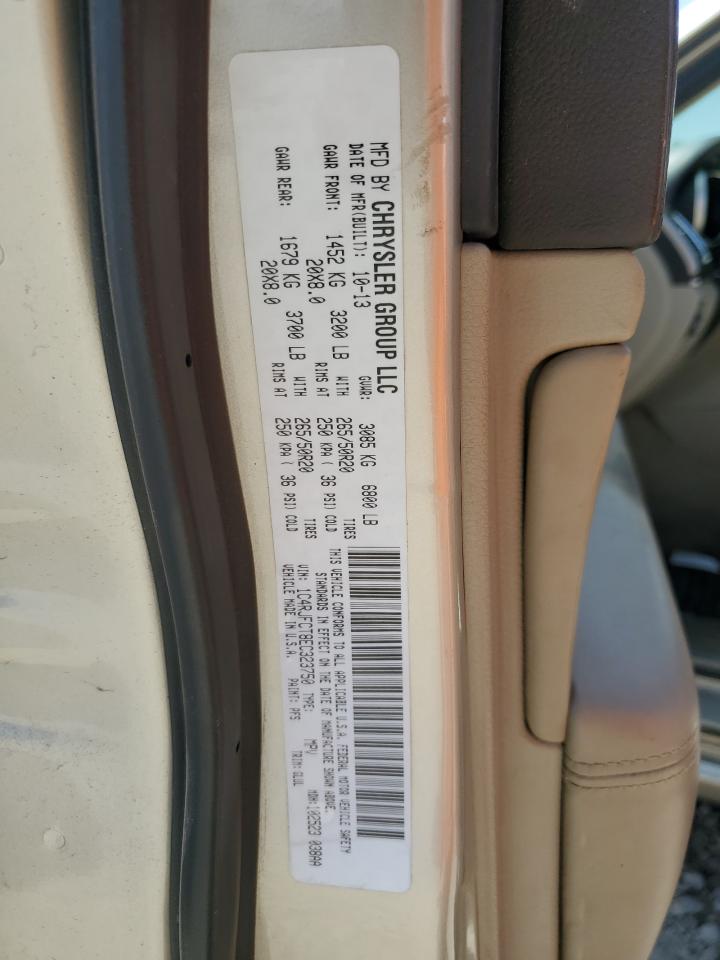 MFD BY CHRYSLER GROUP LLC
DATE OF MFR(BUILT): 10-13 GVWR: 3085 KG 6800 LB
GAWR FRONT: 1452 KG 3200 LB WITH 265/50R20 TIRES
20X8.0 RIMS AT 250 KPA ( 36 PSI) COLD
GAWR REAR: 1679 KG 3700 LB WITH 265/50R20 TIRES
20X8.0 RIMS AT 250 KPA ( 36 PSI) COLD
THIS VEHICLE CONFORMS TO ALL APPLICABLE U.S.A. FEDERAL MOTOR VEHICLE SAFETY
STANDARDS IN EFFECT ON THE DATE OF MANUFACTURE SHOWN ABOVE.
VIN: 1C4RJFCT8EC323750 TYPE: MPV MDH:102523 038AA
VEHICLE MADE IN U.S.A. PAINT: PFS TRIM: GLUL